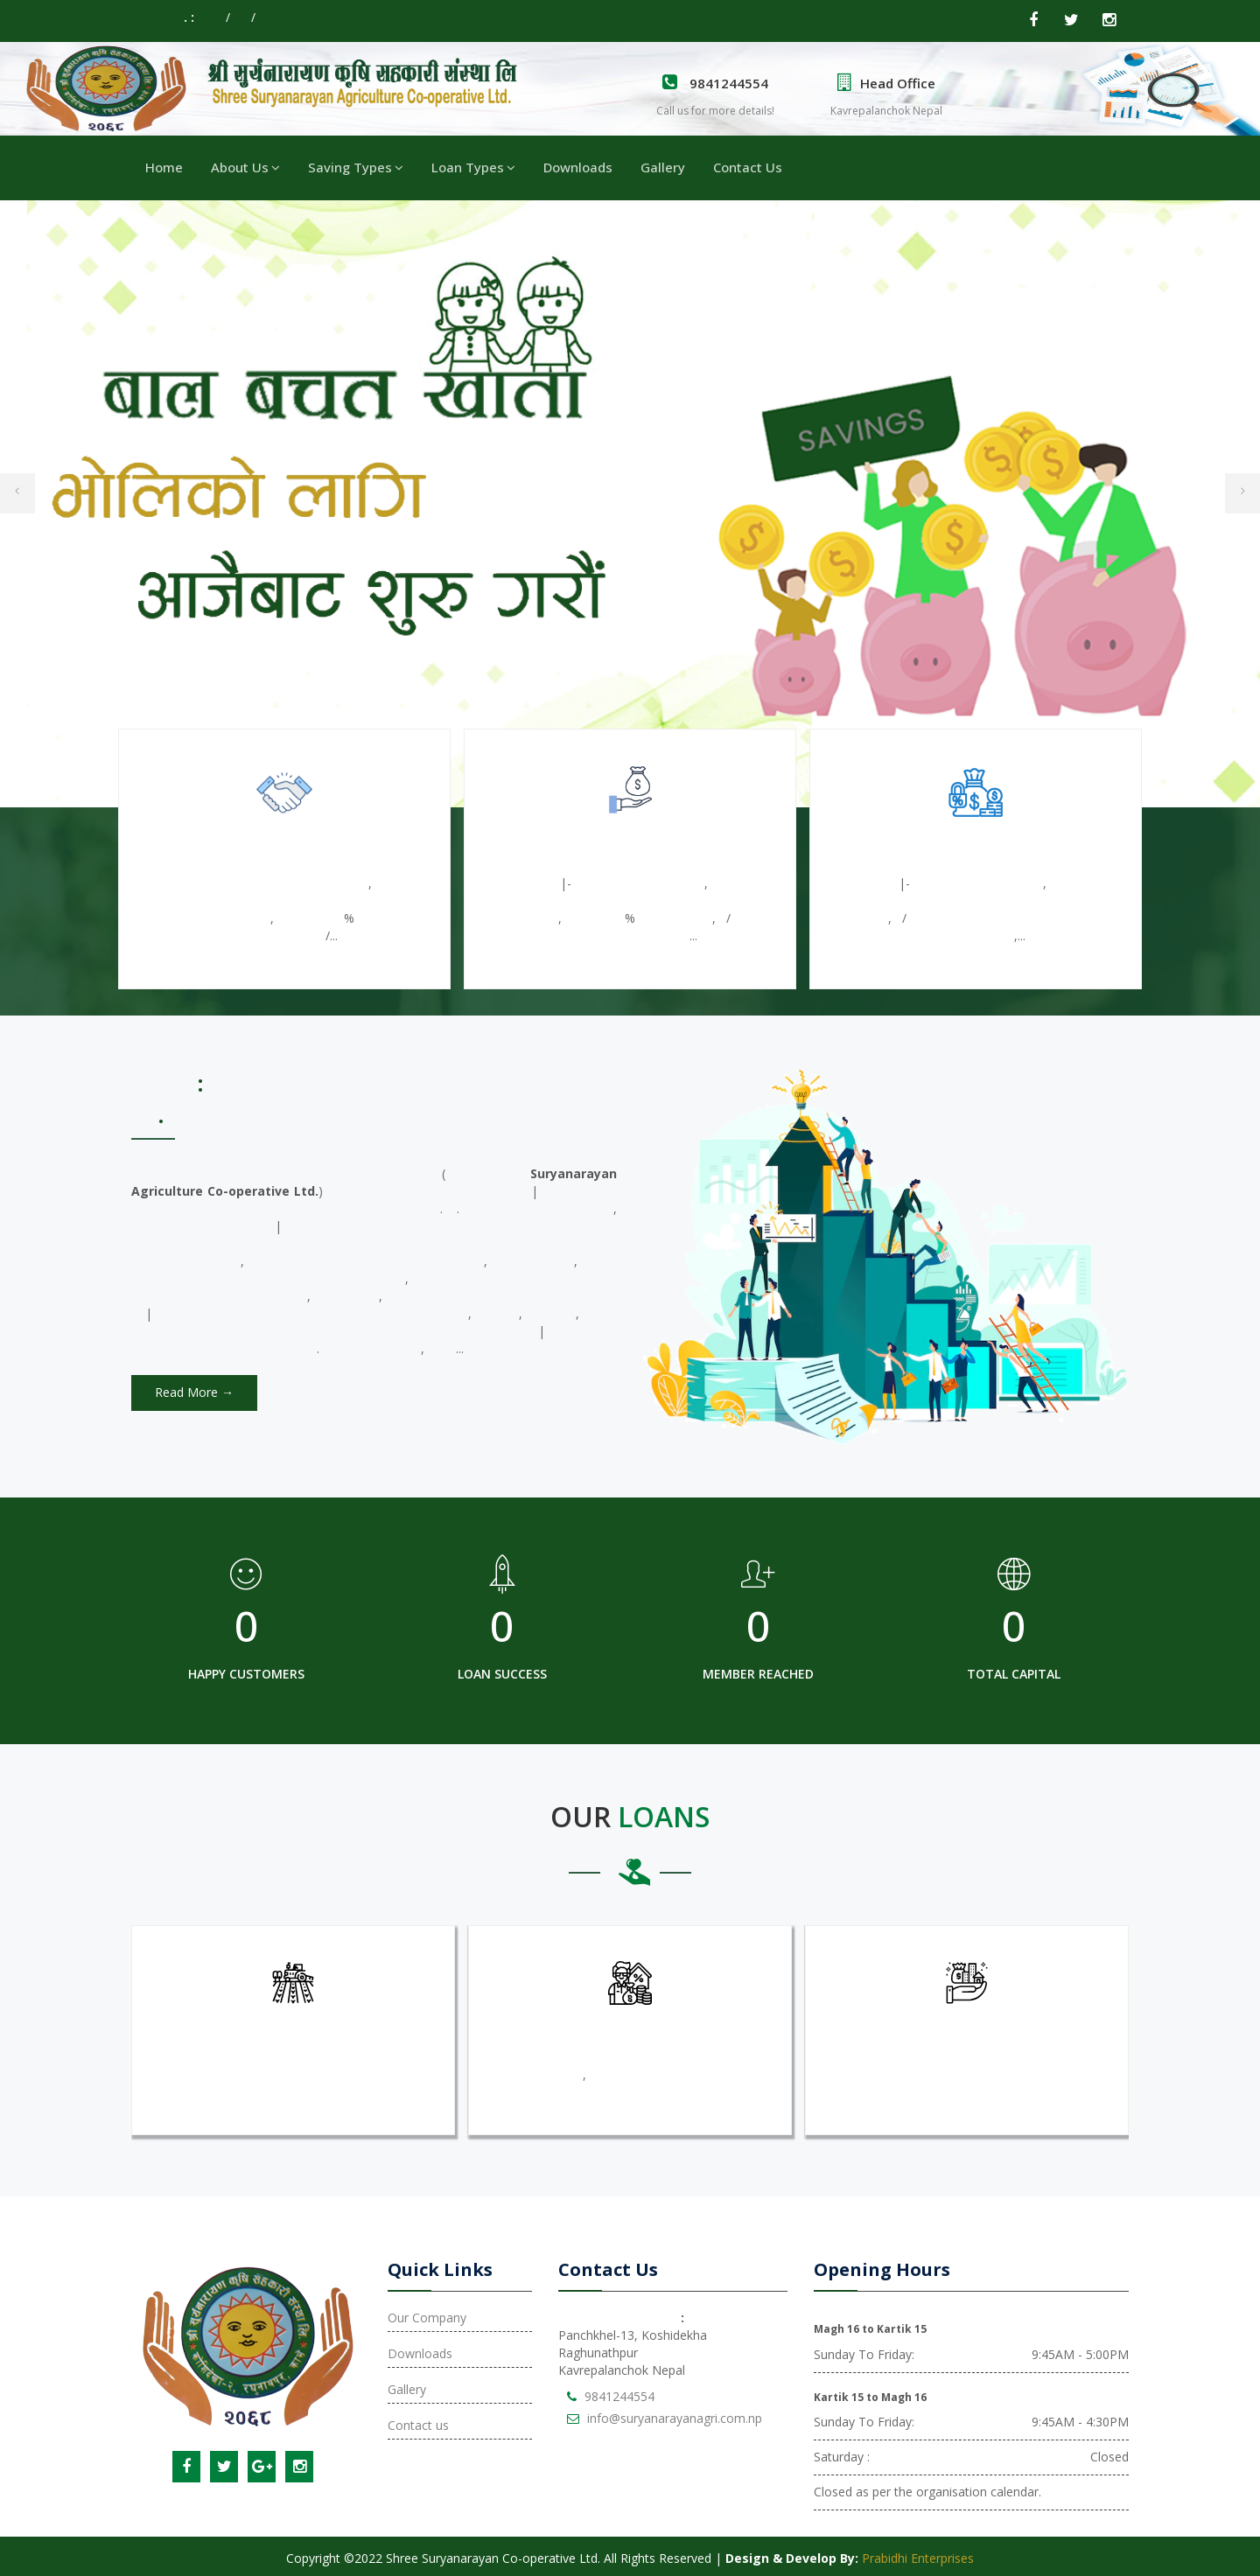 .: / /
श्री सुर्यनारायण कृषि सहकारी संस्था लि
Shree Suryanarayan Agriculture Co-operative Ltd.
२०६८
9841244554
Call us for more details!
Head Office
Kavrepalanchok Nepal
Home
About Us
Saving Types
Loan Types
Downloads
Gallery
Contact Us
बाल बचत खाता
भोलिको लागि
आजैबाट शुरु गरौं
SAVINGS
,
, %
/...
|- ,
, % , /
...
|- ,
, /
,...
:
.
( Suryanarayan
Agriculture Co-operative Ltd.) |
. . ,
|
, , ,
,
, ,
| , , ,
|
. , ...
Read More →
0
HAPPY CUSTOMERS
0
LOAN SUCCESS
0
MEMBER REACHED
0
TOTAL CAPITAL
OUR LOANS
,
श्री सुर्यनारायण कृषि सहकारी संस्था लि.
२०६८
Quick Links
Our Company
Downloads
Gallery
Contact us
Contact Us
:
Panchkhel-13, Koshidekha
Raghunathpur
Kavrepalanchok Nepal
9841244554
info@suryanarayanagri.com.np
Opening Hours
Magh 16 to Kartik 15
Sunday To Friday: 9:45AM - 5:00PM
Kartik 15 to Magh 16
Sunday To Friday: 9:45AM - 4:30PM
Saturday : Closed
Closed as per the organisation calendar.
Copyright ©2022 Shree Suryanarayan Co-operative Ltd. All Rights Reserved | Design & Develop By: Prabidhi Enterprises